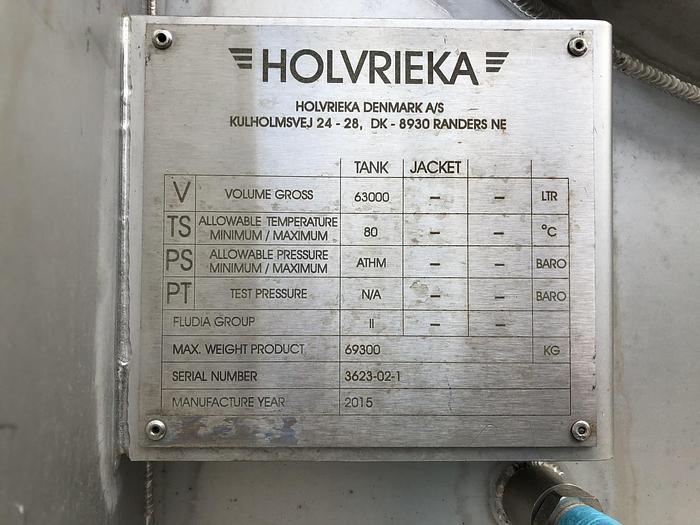 HOLVRIEKA
HOLVRIEKA DENMARK A/S
KULHOLMSVEJ 24 - 28, DK - 8930 RANDERS NE
TANK JACKET
V VOLUME GROSS 63000 – – LTR
TS ALLOWABLE TEMPERATURE MINIMUM / MAXIMUM 80 – – °C
PS ALLOWABLE PRESSURE MINIMUM / MAXIMUM ATHM – – BARO
PT TEST PRESSURE N/A – – BARO
FLUDIA GROUP II – –
MAX. WEIGHT PRODUCT 69300 KG
SERIAL NUMBER 3623-02-1
MANUFACTURE YEAR 2015